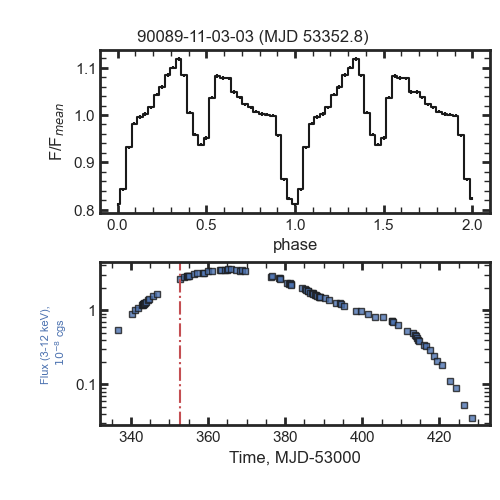 90089-11-03-03 (MJD 53352.8)
1.1
1.0
0.9
0.8
F/Fmean
0.0 0.5 1.0 1.5 2.0
phase
1
0.1
Flux (3-12 keV),
10⁻⁸ cgs
340 360 380 400 420
Time, MJD-53000